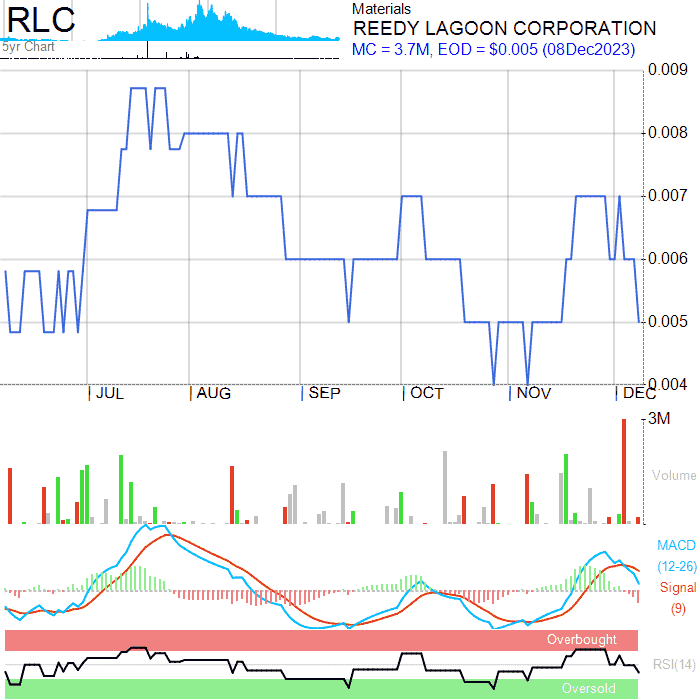 RLC
5yr Chart
Materials
REEDY LAGOON CORPORATION
MC = 3.7M, EOD = $0.005 (08Dec2023)
0.009
0.008
0.007
0.006
0.005
0.004
JUL AUG SEP OCT NOV DEC
3M
Volume
MACD
(12-26)
Signal
(9)
Overbought
RSI(14)
Oversold